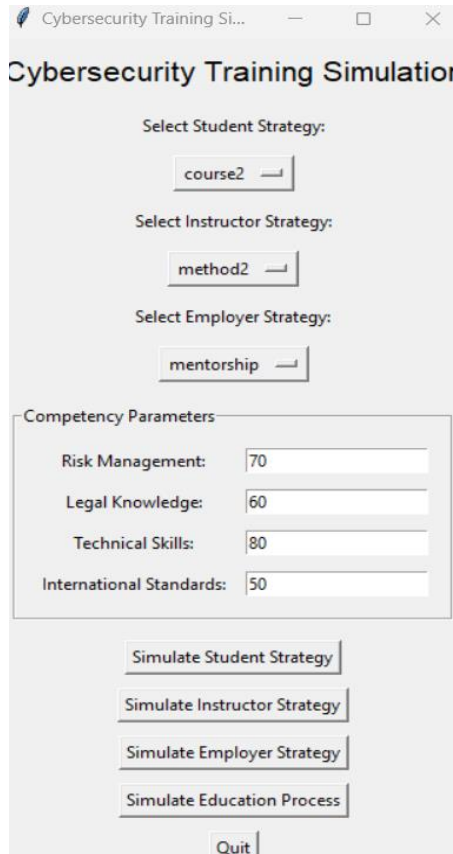 Cybersecurity Training Si...
Cybersecurity Training Simulation
Select Student Strategy:
course2
Select Instructor Strategy:
method2
Select Employer Strategy:
mentorship
Competency Parameters
Risk Management: 70
Legal Knowledge: 60
Technical Skills: 80
International Standards: 50
Simulate Student Strategy
Simulate Instructor Strategy
Simulate Employer Strategy
Simulate Education Process
Quit